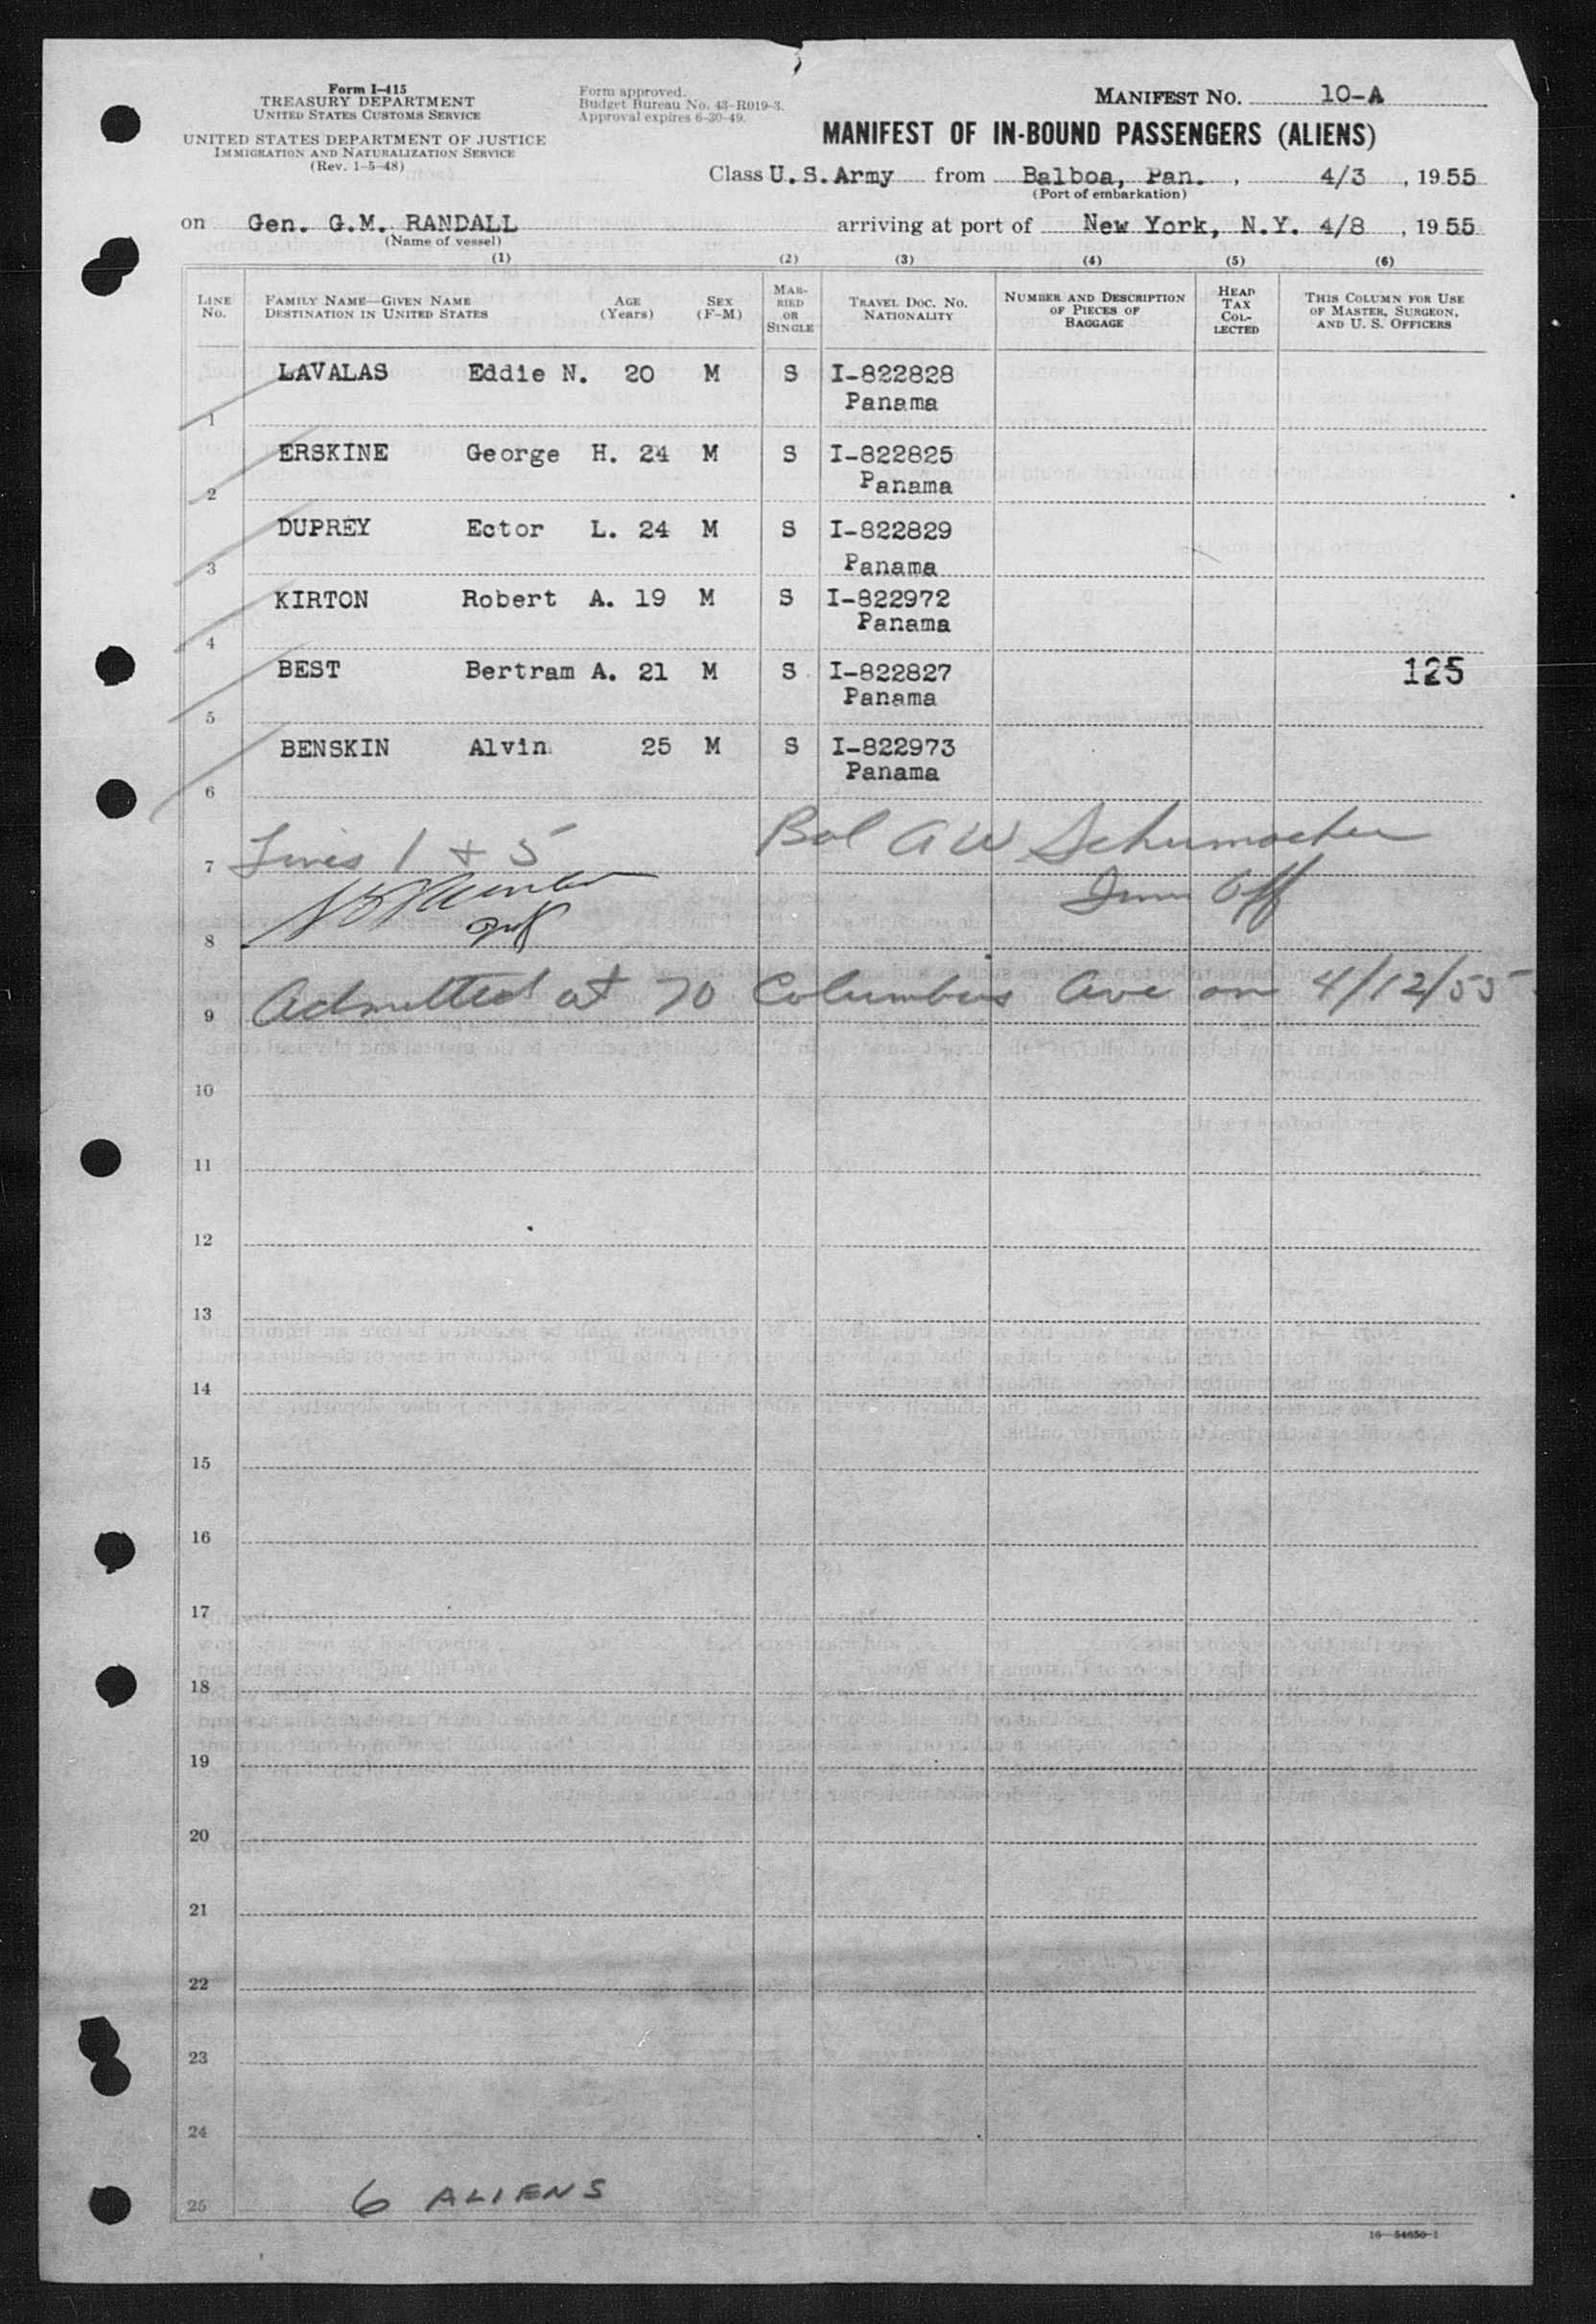 Form I-415
TREASURY DEPARTMENT
UNITED STATES CUSTOMS SERVICE
UNITED STATES DEPARTMENT OF JUSTICE
IMMIGRATION AND NATURALIZATION SERVICE
(Rev. 1-5-48)
Form approved.
Budget Bureau No. 43-R019-3.
Approval expires 6-30-49.
MANIFEST NO. 10-A
MANIFEST OF IN-BOUND PASSENGERS (ALIENS)
Class U.S.Army from Balboa, Pan., 4/3, 1955
(Port of embarkation)
on Gen. G.M. RANDALL arriving at port of New York, N.Y. 4/8, 1955
(Name of vessel)
(1) (2) (3) (4) (5) (6)
LINE NO. FAMILY NAME—GIVEN NAME DESTINATION IN UNITED STATES AGE (Years) SEX (F-M) MARRIED OR SINGLE TRAVEL DOC. NO. NATIONALITY NUMBER AND DESCRIPTION OF PIECES OF BAGGAGE HEAD TAX COLLECTED THIS COLUMN FOR USE OF MASTER, SURGEON, AND U. S. OFFICERS
LAVALAS Eddie N. 20 M S I-822828
1 Panama
ERSKINE George H. 24 M S I-822825
2 Panama
DUPREY Ector L. 24 M S I-822829
3 Panama
KIRTON Robert A. 19 M S I-822972
4 Panama
BEST Bertram A. 21 M S I-822827 125
5 Panama
BENSKIN Alvin 25 M S I-822973
6 Panama
7 Lines 1 + 5 Bal A W Schumacher
8 Imm Off
9 Admitted at 70 Columbus Ave on 4/12/55
10
11
12
13
14
15
16
17
18
19
20
21
22
23
24
25 6 ALIENS
16—54650-1